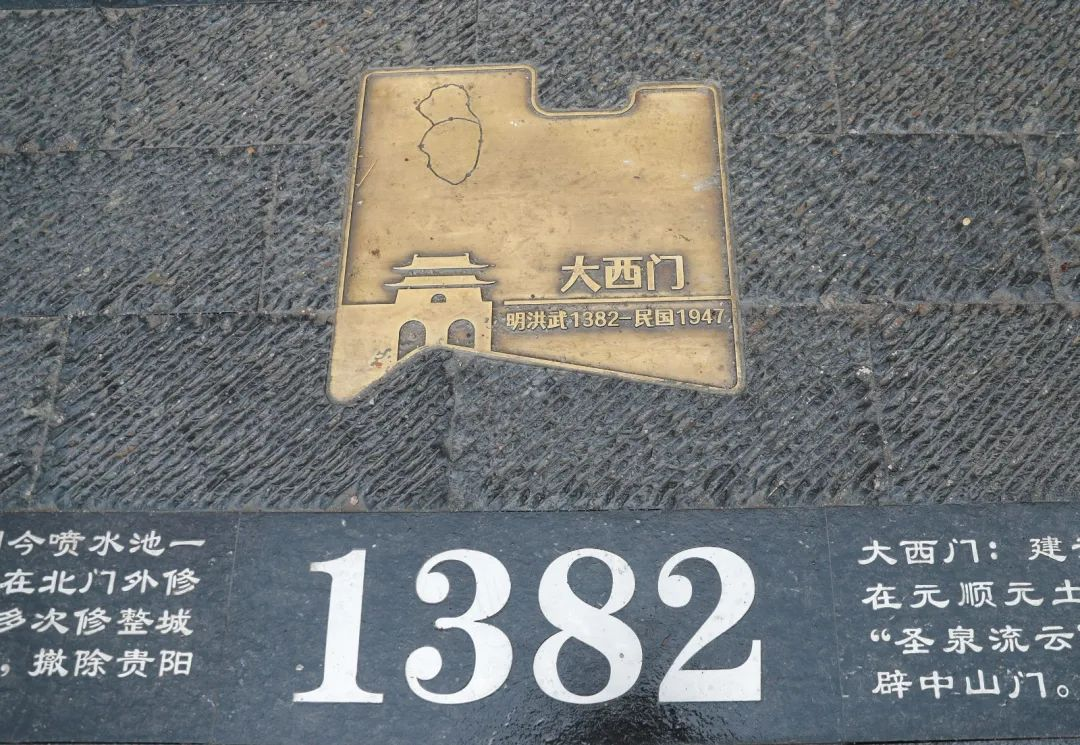 大西门
明洪武1382-民国1947
今喷水池一
在北门外修
多次修整城
，撤除贵阳
1382
大西门：建
在元顺元土
“圣泉流云”
辟中山门。